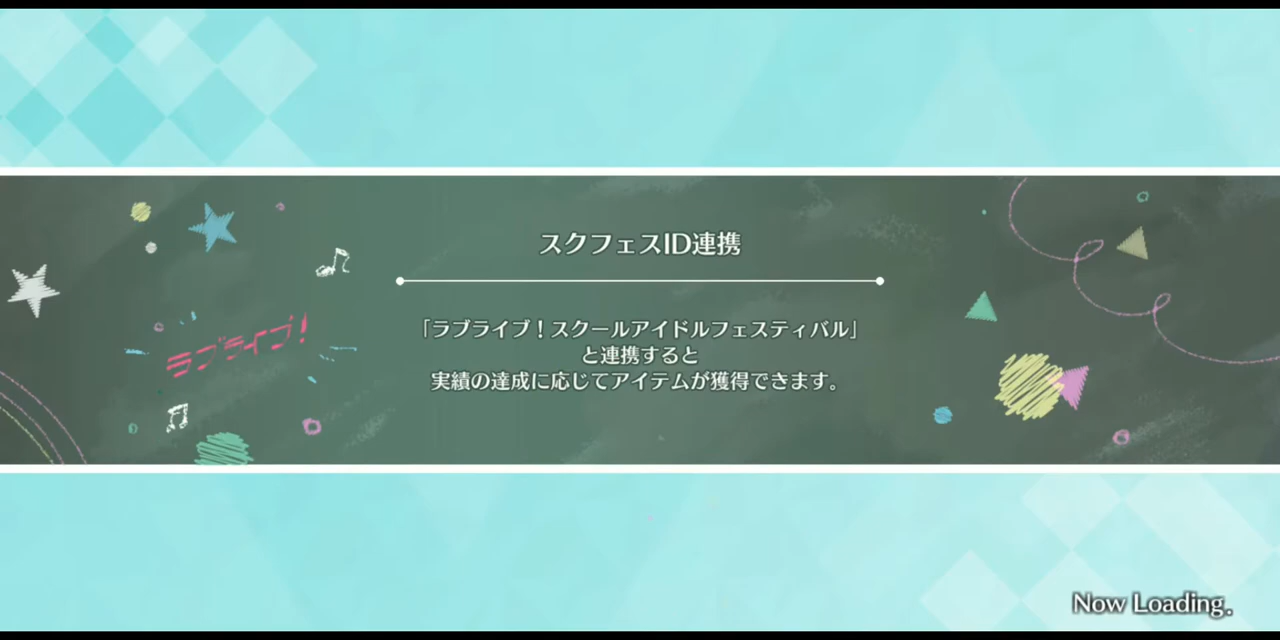 スクフェスID連携
「ラブライブ！スクールアイドルフェスティバル」
と連携すると
実績の達成に応じてアイテムが獲得できます。
ラブライブ！
Now Loading.